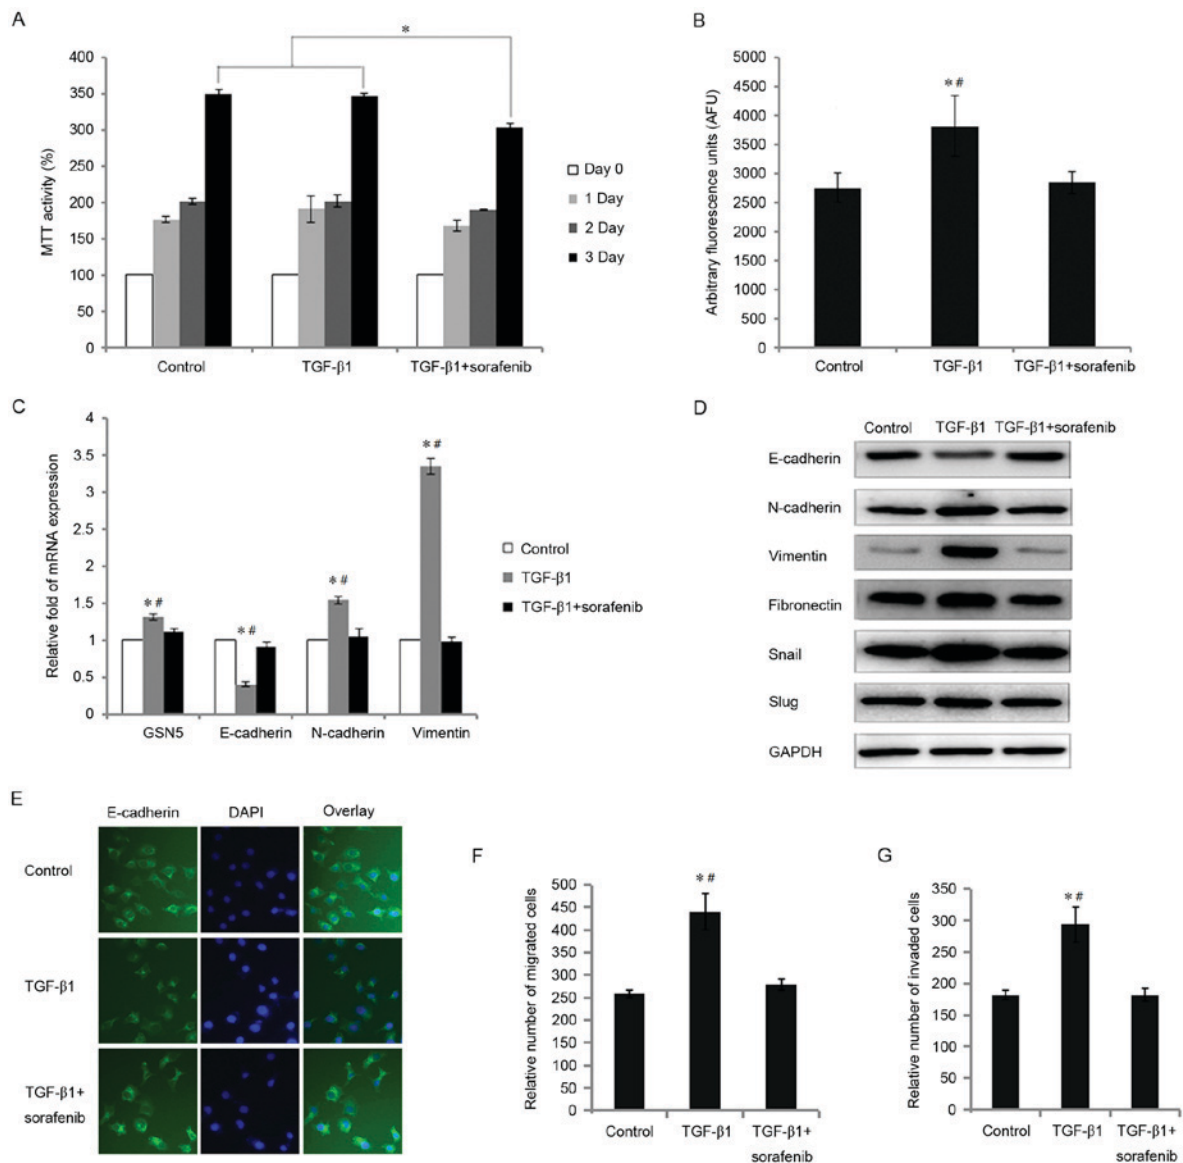 A
*
MTT activity (%)
400
350
300
250
200
150
100
50
0
Control
TGF-β1
TGF-β1+sorafenib
Day 0
1 Day
2 Day
3 Day
B
Arbitrary fluorescence units (AFU)
5000
4500
4000
3500
3000
2500
2000
1500
1000
500
0
*#
Control
TGF-β1
TGF-β1+sorafenib
C
Relative fold of mRNA expression
4
3.5
3
2.5
2
1.5
1
0.5
0
*#
*#
*#
*#
GSN5
E-cadherin
N-cadherin
Vimentin
Control
TGF-β1
TGF-β1+sorafenib
D
Control TGF-β1 TGF-β1+sorafenib
E-cadherin
N-cadherin
Vimentin
Fibronectin
Snail
Slug
GAPDH
E
E-cadherin DAPI Overlay
Control
TGF-β1
TGF-β1+
sorafenib
F
Relative number of migrated cells
500
450
400
350
300
250
200
150
100
50
0
*#
Control
TGF-β1
TGF-β1+
sorafenib
G
Relative number of invaded cells
350
300
250
200
150
100
50
0
*#
Control
TGF-β1
TGF-β1+
sorafenib